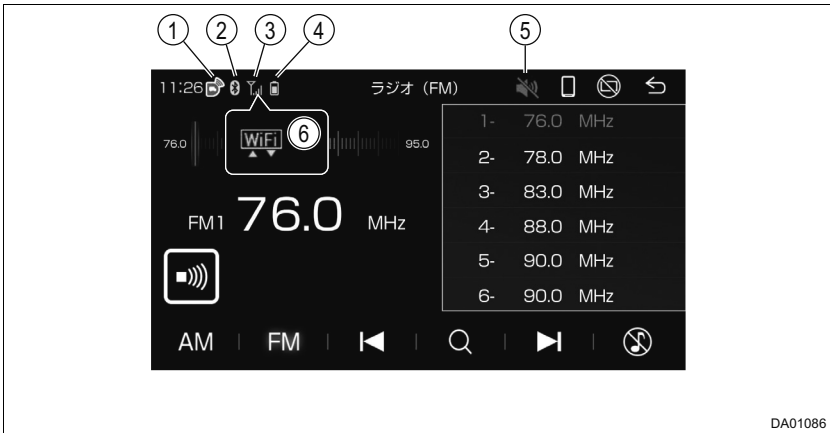 1 2 3 4 5
11:26 ラジオ (FM)
76.0 WiFi 6 95.0
FM1 76.0 MHz
1- 76.0 MHz
2- 78.0 MHz
3- 83.0 MHz
4- 88.0 MHz
5- 90.0 MHz
6- 90.0 MHz
AM FM
DA01086